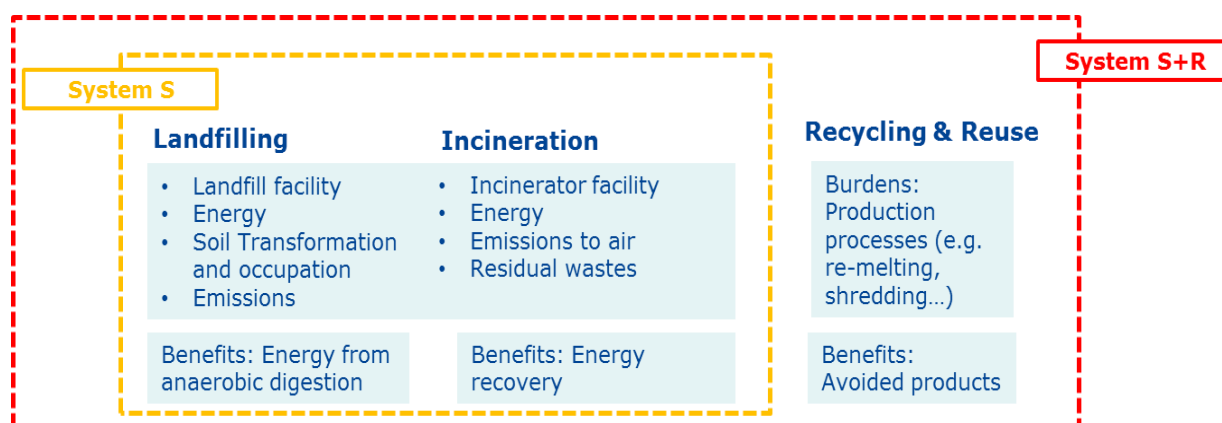 System S+R
System S
Landfilling
• Landfill facility
• Energy
• Soil Transformation
and occupation
• Emissions
Benefits: Energy from
anaerobic digestion
Incineration
• Incinerator facility
• Energy
• Emissions to air
• Residual wastes
Benefits: Energy
recovery
Recycling & Reuse
Burdens:
Production
processes (e.g.
re-melting,
shredding…)
Benefits:
Avoided products